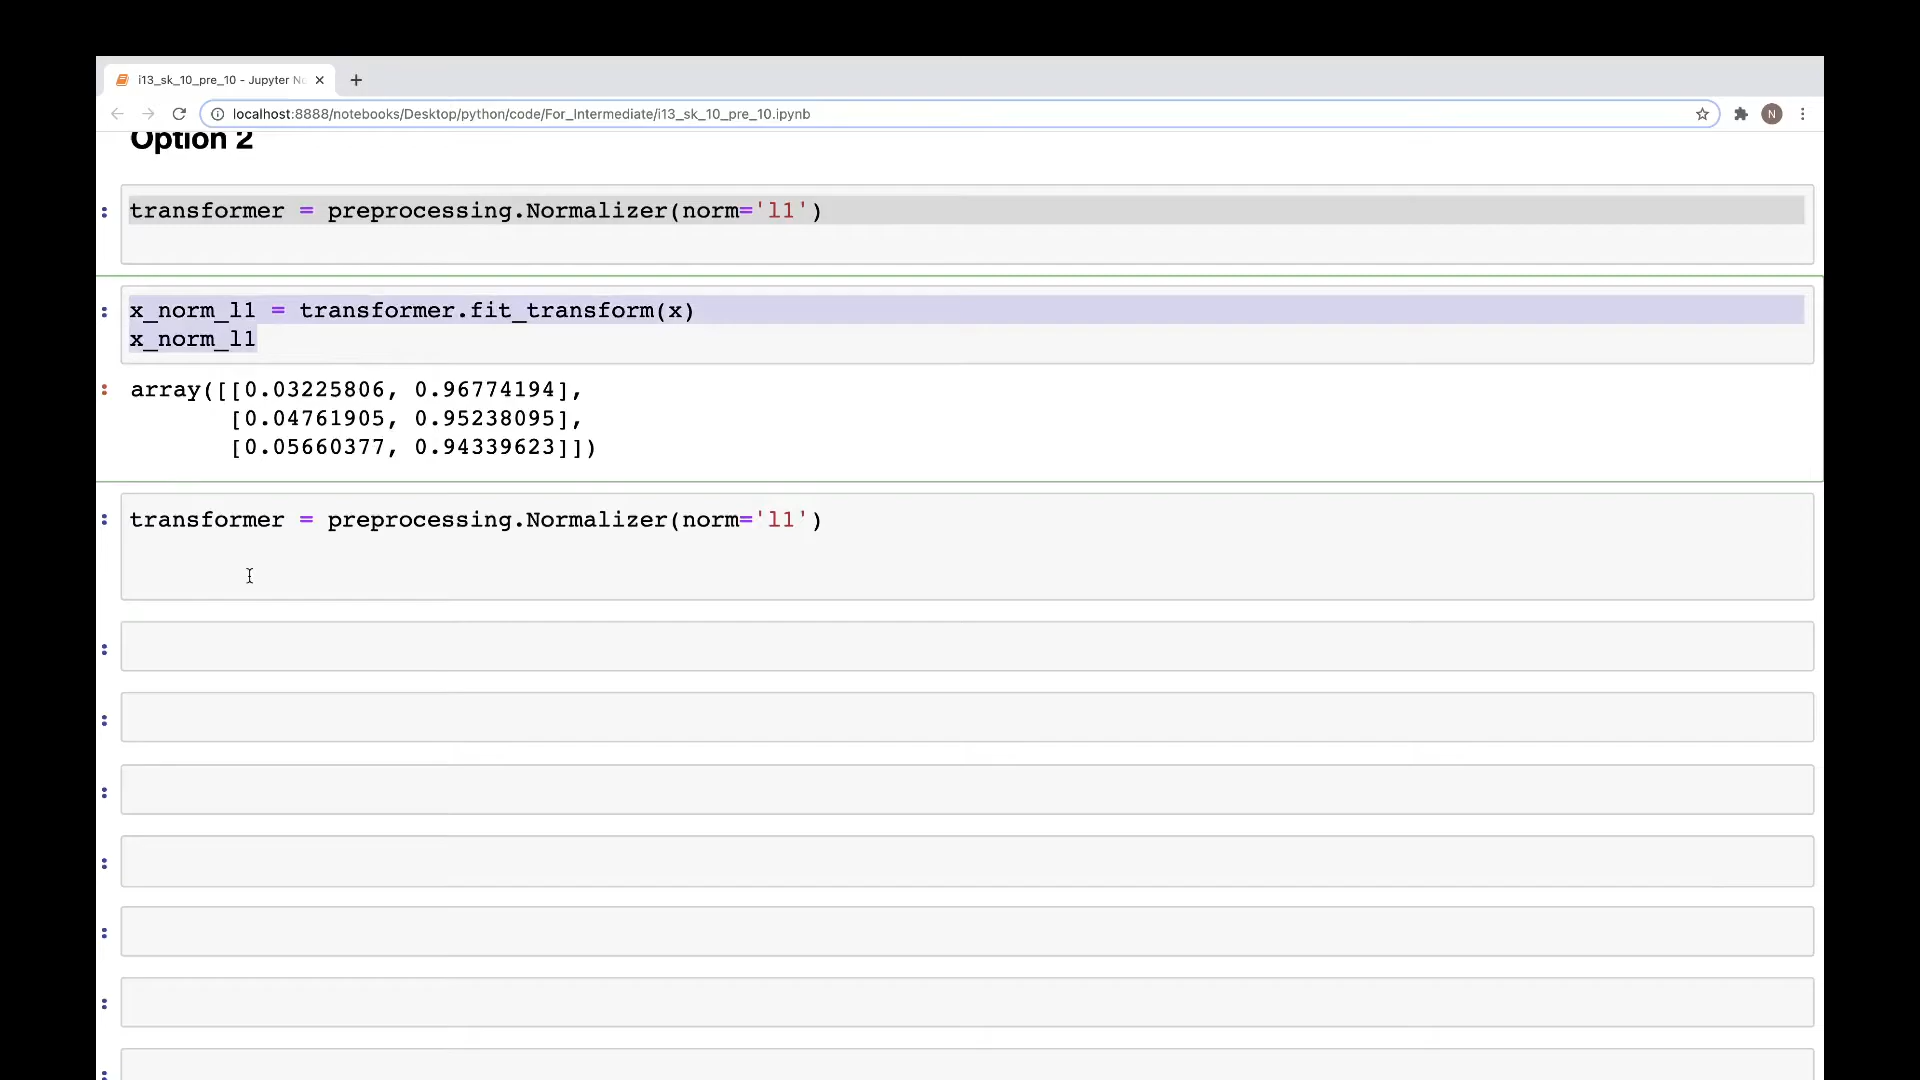 i13_sk_10_pre_10 - Jupyter No
localhost:8888/notebooks/Desktop/python/code/For_Intermediate/i13_sk_10_pre_10.ipynb
N
Option 2
transformer = preprocessing.Normalizer(norm='l1')
x_norm_l1 = transformer.fit_transform(x)
x_norm_l1
array([[0.03225806, 0.96774194],
[0.04761905, 0.95238095],
[0.05660377, 0.94339623]])
transformer = preprocessing.Normalizer(norm='l1')